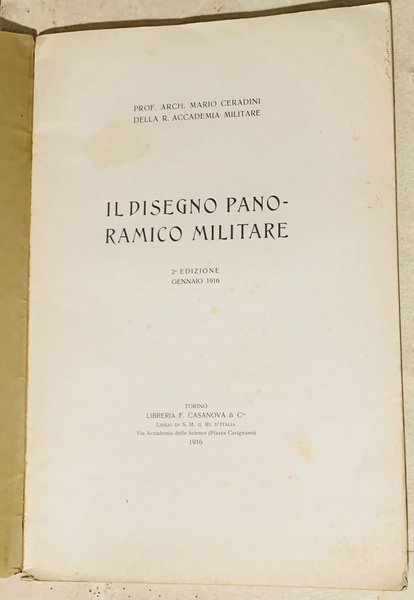 PROF. ARCH. MARIO CERADINI
DELLA R. ACCADEMIA MILITARE
IL DISEGNO PANO-
RAMICO MILITARE
2ª EDIZIONE
GENNAIO 1916
TORINO
LIBRERIA F. CASANOVA & Cⁱᵃ
LIBRAI DI S. M. IL RE D'ITALIA
Via Accademia delle Scienze (Piazza Carignano)
1916